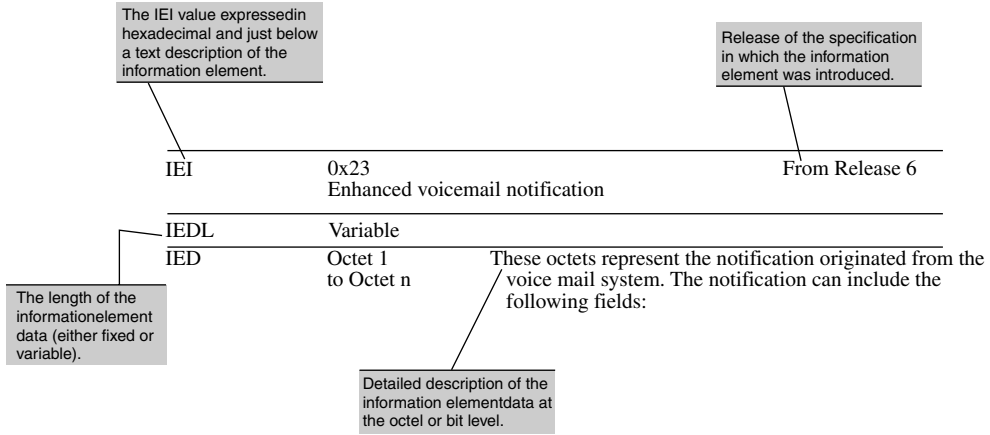 The IEI value expressedin
hexadecimal and just below
a text description of the
information element.
Release of the specification
in which the information
element was introduced.
IEI 0x23 From Release 6
Enhanced voicemail notification
IEDL Variable
IED Octet 1 These octets represent the notification originated from the
to Octet n voice mail system. The notification can include the
following fields:
The length of the
informationelement
data (either fixed or
variable).
Detailed description of the
information elementdata at
the octel or bit level.